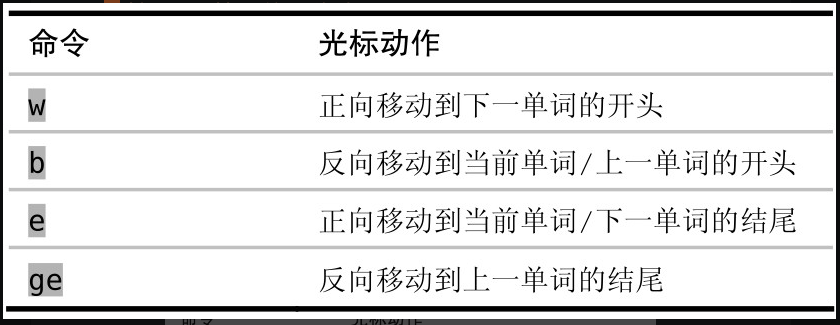 命令 光标动作
w 正向移动到下一单词的开头
b 反向移动到当前单词/上一单词的开头
e 正向移动到当前单词/下一单词的结尾
ge 反向移动到上一单词的结尾